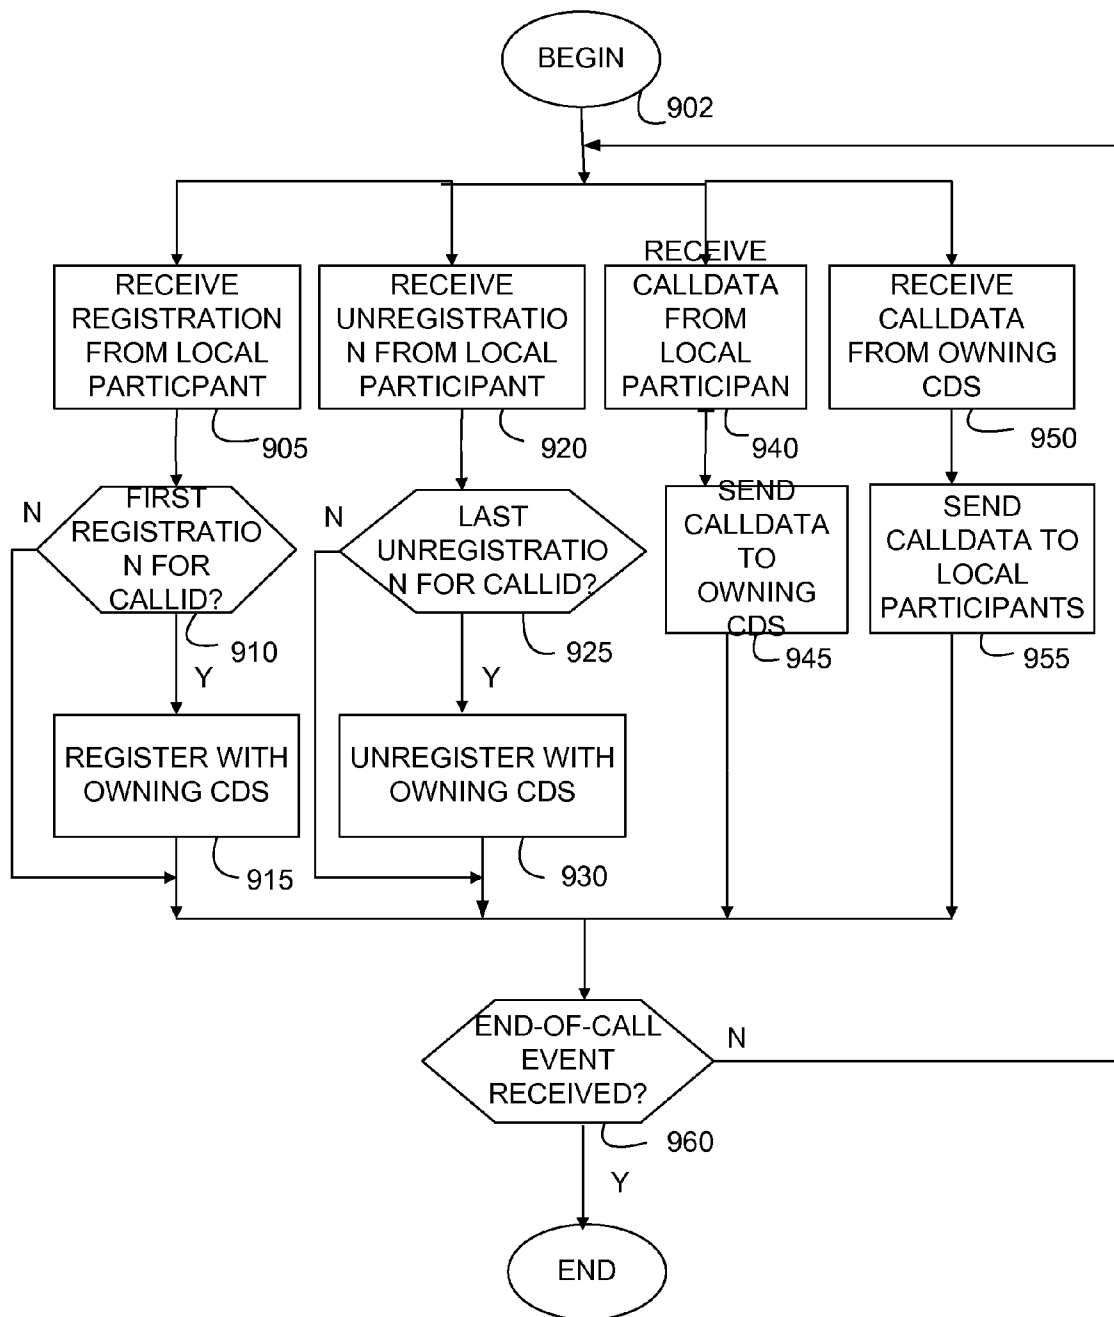 BEGIN
902
RECEIVE
REGISTRATION
FROM LOCAL
PARTICPANT
905
RECEIVE
UNREGISTRATIO
N FROM LOCAL
PARTICIPANT
920
RECEIVE
CALLDATA
FROM
LOCAL
PARTICIPAN
940
RECEIVE
CALLDATA
FROM OWNING
CDS
950
N
FIRST
REGISTRATIO
N FOR
CALLID?
910
Y
N
LAST
UNREGISTRATIO
N FOR CALLID?
925
Y
SEND
CALLDATA
TO
OWNING
CDS
945
SEND
CALLDATA TO
LOCAL
PARTICIPANTS
955
REGISTER WITH
OWNING CDS
915
UNREGISTER WITH
OWNING CDS
930
END-OF-CALL
EVENT
RECEIVED?
N
960
Y
END